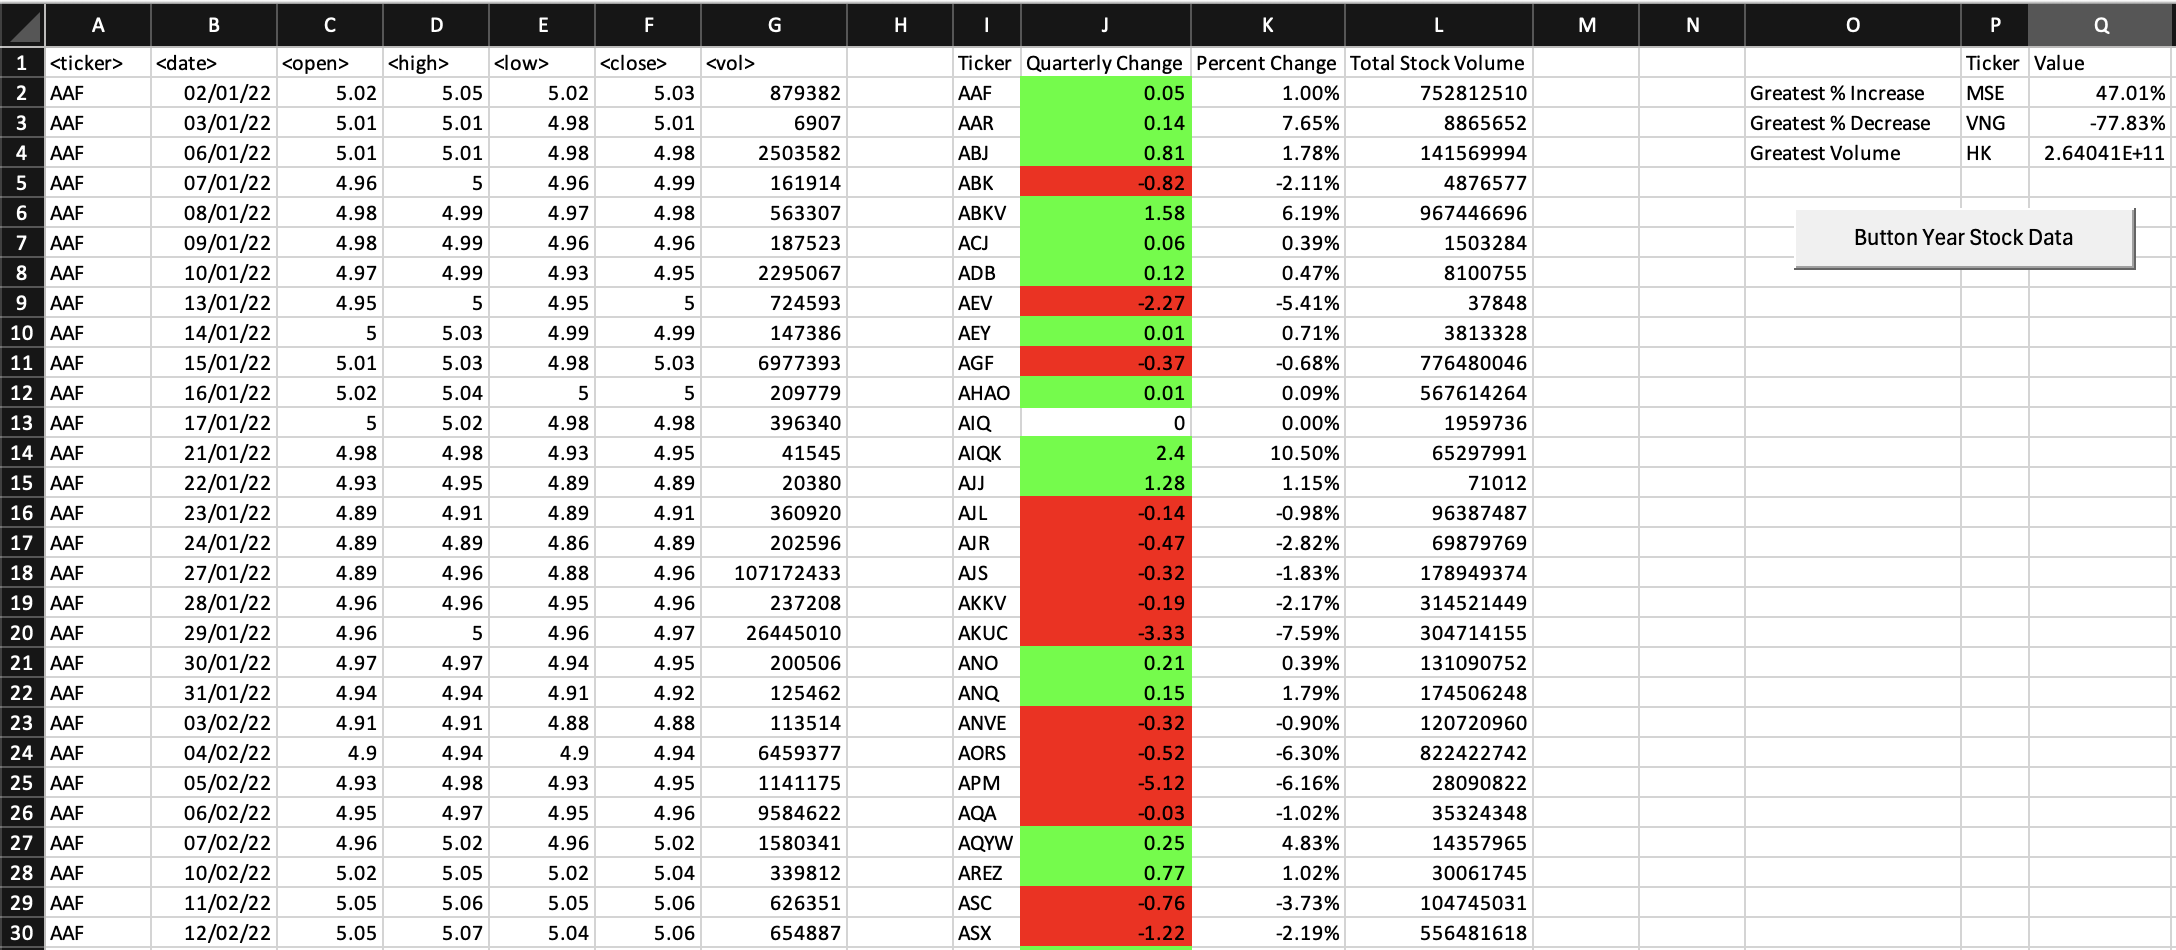 A B C D E F G H I J K L M N O P Q
1 <ticker> <date> <open> <high> <low> <close> <vol> Ticker Quarterly Change Percent Change Total Stock Volume Ticker Value
2 AAF 02/01/22 5.02 5.05 5.02 5.03 879382 AAF 0.05 1.00% 752812510 Greatest % Increase MSE 47.01%
3 AAF 03/01/22 5.01 5.01 4.98 5.01 6907 AAR 0.14 7.65% 8865652 Greatest % Decrease VNG -77.83%
4 AAF 06/01/22 5.01 5.01 4.98 4.98 2503582 ABJ 0.81 1.78% 141569994 Greatest Volume HK 2.64041E+11
5 AAF 07/01/22 4.96 5 4.96 4.99 161914 ABK -0.82 -2.11% 4876577
6 AAF 08/01/22 4.98 4.99 4.97 4.98 563307 ABKV 1.58 6.19% 967446696
7 AAF 09/01/22 4.98 4.99 4.96 4.96 187523 ACJ 0.06 0.39% 1503284 Button Year Stock Data
8 AAF 10/01/22 4.97 4.99 4.93 4.95 2295067 ADB 0.12 0.47% 8100755
9 AAF 13/01/22 4.95 5 4.95 5 724593 AEV -2.27 -5.41% 37848
10 AAF 14/01/22 5 5.03 4.99 4.99 147386 AEY 0.01 0.71% 3813328
11 AAF 15/01/22 5.01 5.03 4.98 5.03 6977393 AGF -0.37 -0.68% 776480046
12 AAF 16/01/22 5.02 5.04 5 5 209779 AHAO 0.01 0.09% 567614264
13 AAF 17/01/22 5 5.02 4.98 4.98 396340 AIQ 0 0.00% 1959736
14 AAF 21/01/22 4.98 4.98 4.93 4.95 41545 AIQK 2.4 10.50% 65297991
15 AAF 22/01/22 4.93 4.95 4.89 4.89 20380 AJJ 1.28 1.15% 71012
16 AAF 23/01/22 4.89 4.91 4.89 4.91 360920 AJL -0.14 -0.98% 96387487
17 AAF 24/01/22 4.89 4.89 4.86 4.89 202596 AJR -0.47 -2.82% 69879769
18 AAF 27/01/22 4.89 4.96 4.88 4.96 107172433 AJS -0.32 -1.83% 178949374
19 AAF 28/01/22 4.96 4.96 4.95 4.96 237208 AKKV -0.19 -2.17% 314521449
20 AAF 29/01/22 4.96 5 4.96 4.97 26445010 AKUC -3.33 -7.59% 304714155
21 AAF 30/01/22 4.97 4.97 4.94 4.95 200506 ANO 0.21 0.39% 131090752
22 AAF 31/01/22 4.94 4.94 4.91 4.92 125462 ANQ 0.15 1.79% 174506248
23 AAF 03/02/22 4.91 4.91 4.88 4.88 113514 ANVE -0.32 -0.90% 120720960
24 AAF 04/02/22 4.9 4.94 4.9 4.94 6459377 AORS -0.52 -6.30% 822422742
25 AAF 05/02/22 4.93 4.98 4.93 4.95 1141175 APM -5.12 -6.16% 28090822
26 AAF 06/02/22 4.95 4.97 4.95 4.96 9584622 AQA -0.03 -1.02% 35324348
27 AAF 07/02/22 4.96 5.02 4.96 5.02 1580341 AQYW 0.25 4.83% 14357965
28 AAF 10/02/22 5.02 5.05 5.02 5.04 339812 AREZ 0.77 1.02% 30061745
29 AAF 11/02/22 5.05 5.06 5.05 5.06 626351 ASC -0.76 -3.73% 104745031
30 AAF 12/02/22 5.05 5.07 5.04 5.06 654887 ASX -1.22 -2.19% 556481618